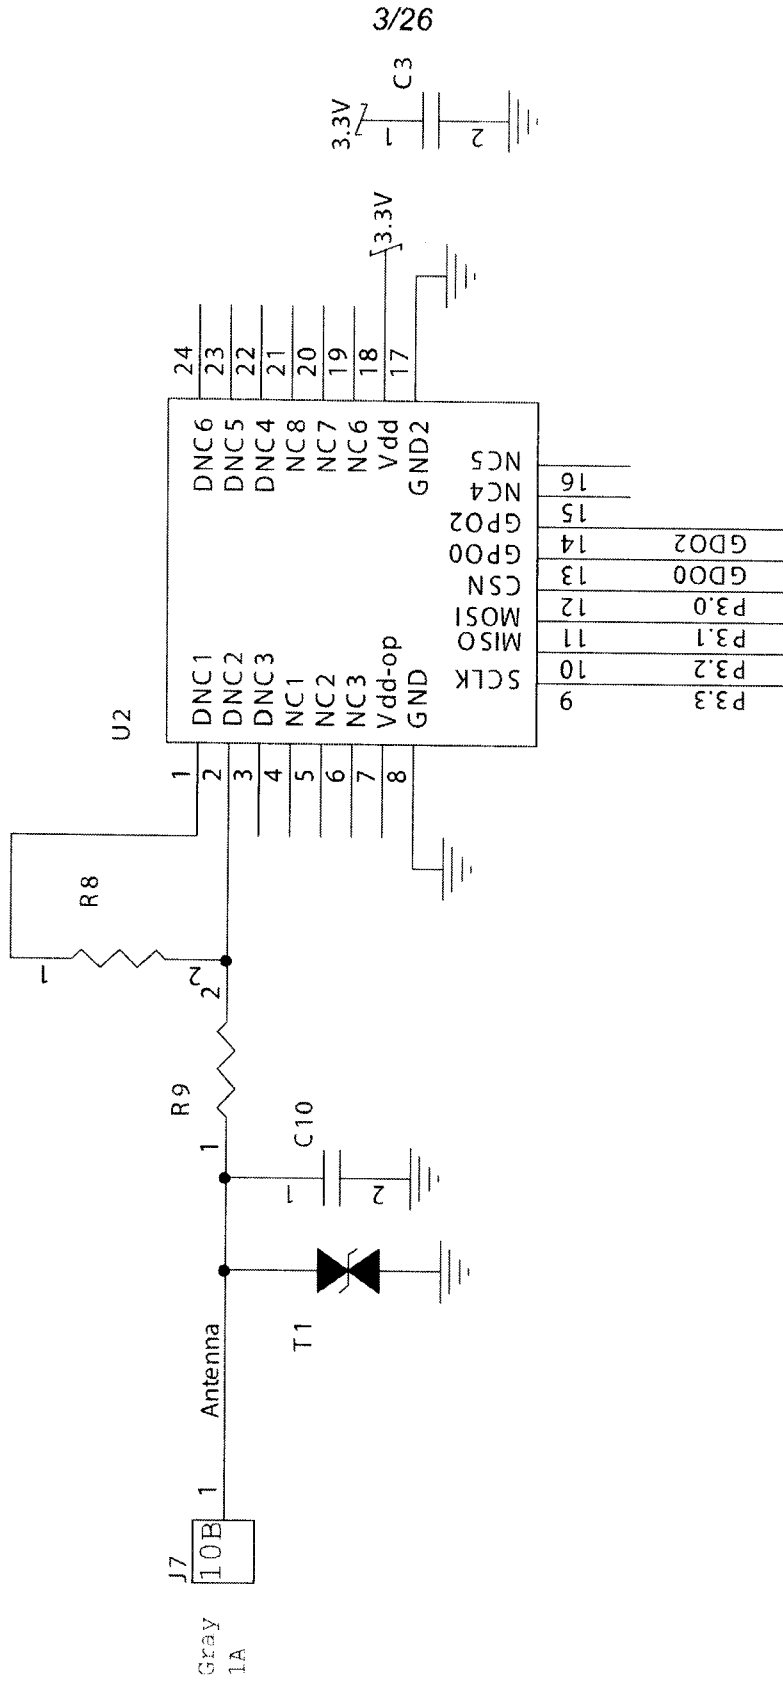 3/26
C3
3.3V
1
2
3.3V
24
23
22
21
20
19
18
17
DNC6
DNC5
DNC4
NC8
NC7
NC6
Vdd
GND2
NC5
NC4
GPO2
GPO0
CSN
MOSI
MISO
SCLK
16
15
14
13
12
11
10
9
GDO2
GDO0
P3.0
P3.1
P3.2
P3.3
U2
DNC1
DNC2
DNC3
NC1
NC2
NC3
Vdd-op
GND
1
2
3
4
5
6
7
8
R8
1
2
2
R9
1
C10
1
2
T1
Antenna
1
J7
10B
Gray
1A